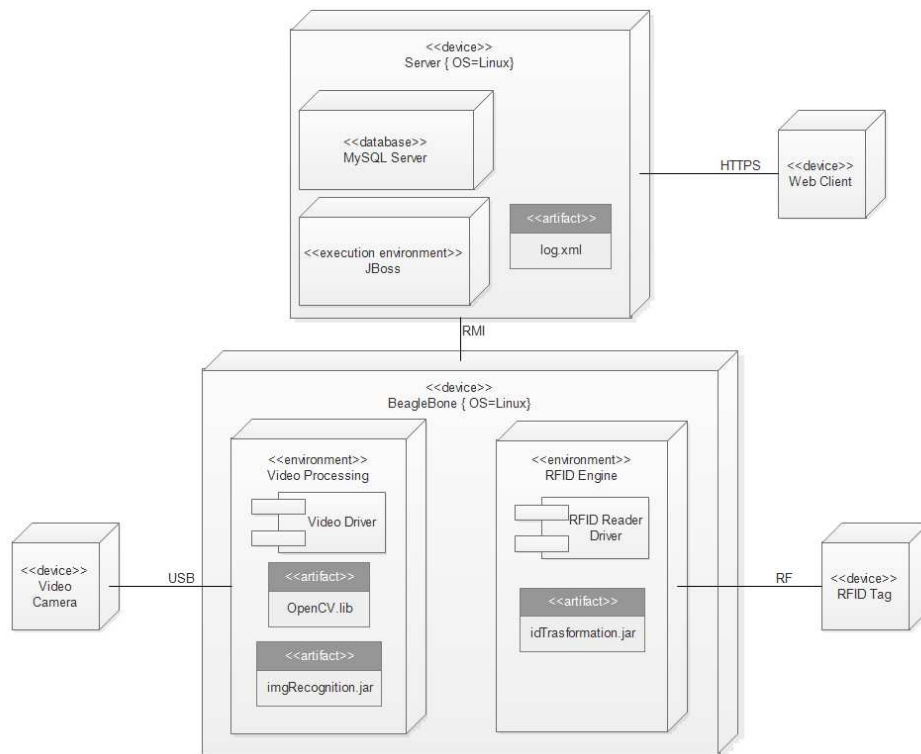 <<device>>
Server { OS=Linux}
<<database>>
MySQL Server
<<execution environment>>
JBoss
<<artifact>>
log.xml
HTTPS
<<device>>
Web Client
RMI
<<device>>
BeagleBone { OS=Linux}
<<environment>>
Video Processing
Video Driver
<<artifact>>
OpenCV.lib
<<artifact>>
imgRecognition.jar
<<environment>>
RFID Engine
RFID Reader
Driver
<<artifact>>
idTrasformation.jar
<<device>>
Video
Camera
USB
RF
<<device>>
RFID Tag